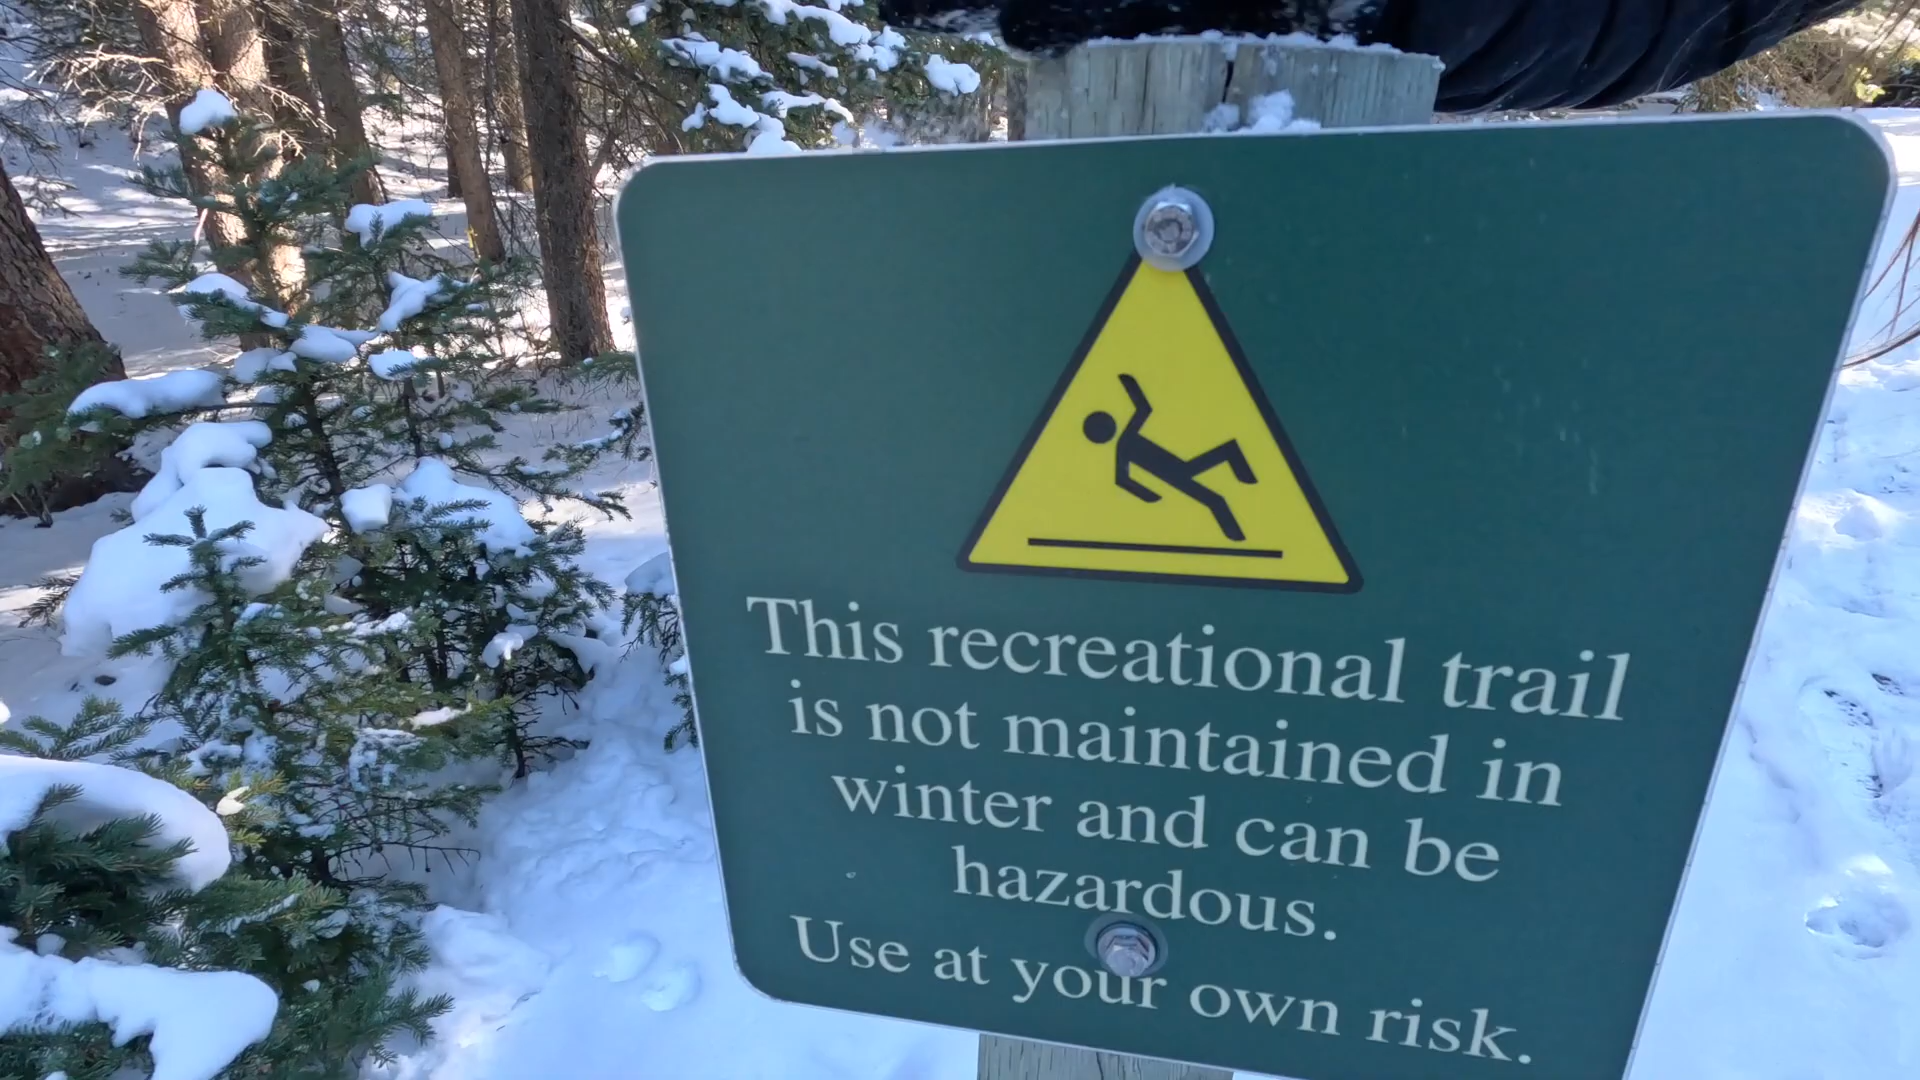 This recreational trail
is not maintained in
winter and can be
hazardous.
Use at your own risk.